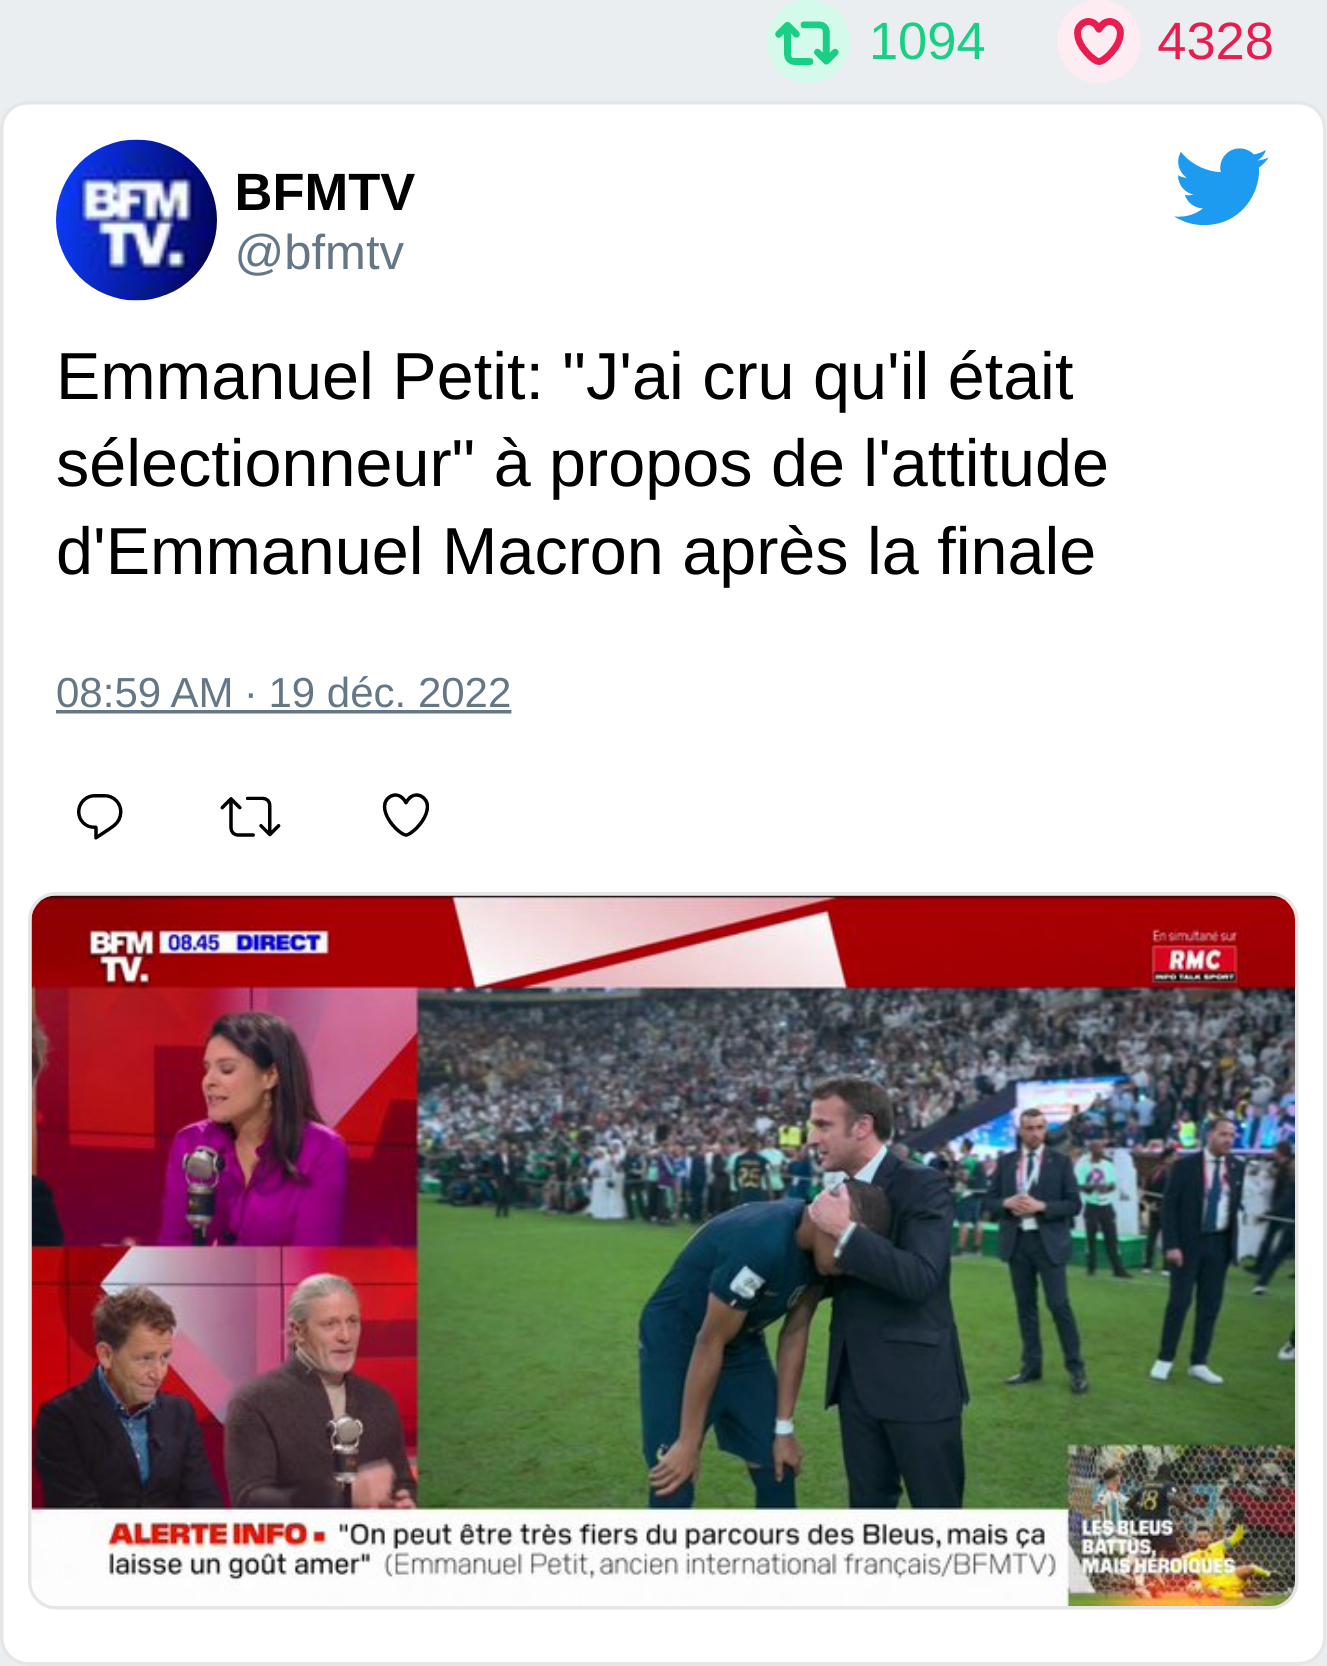 1094 4328
BFM
TV.
BFMTV
@bfmtv
Emmanuel Petit: "J'ai cru qu'il était
sélectionneur" à propos de l'attitude
d'Emmanuel Macron après la finale
08:59 AM · 19 déc. 2022
BFM 08.45 DIRECT
TV.
En simultané sur
RMC
INFO TALK SPORT
25
8
LES BLEUS
BATTUS,
MAIS HÉROÏQUES
ALERTE INFO ▪ "On peut être très fiers du parcours des Bleus, mais ça
laisse un goût amer" (Emmanuel Petit, ancien international français/BFMTV)